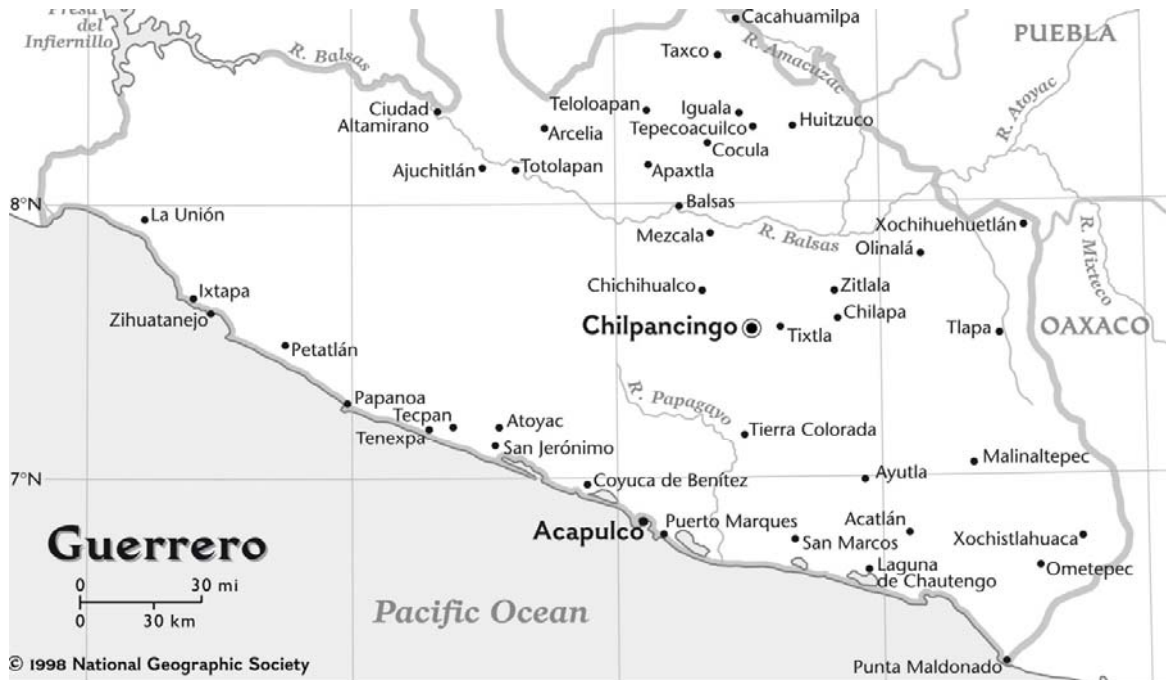 Presa
del
Infiernillo
R. Balsas
Cacahuamilpa
Taxco
R. Amacuzac
PUEBLA
R. Atoyac
Ciudad
Altamirano
Teloloapan
Iguala
Huitzuco
Arcelia
Tepecoacuilco
Cocula
Ajuchitlán
Totolapan
Apaxtla
8°N
La Unión
Balsas
Xochihuehuetlán
Mezcala
R. Balsas
Olinalá
R. Mixteco
Ixtapa
Chichihualco
Zitlala
Zihuatanejo
Chilpancingo
Chilapa
Tixtla
Tlapa
OAXACO
Petatlán
Papanoa
R. Papagayo
Tecpan
Atoyac
Tierra Colorada
Tenexpa
San Jerónimo
Malinaltepec
7°N
Coyuca de Benítez
Ayutla
Guerrero
Acapulco
Puerto Marques
Acatlán
San Marcos
Xochistlahuaca
Laguna
de Chautengo
Ometepec
0 30 mi
0 30 km
Pacific Ocean
© 1998 National Geographic Society
Punta Maldonado